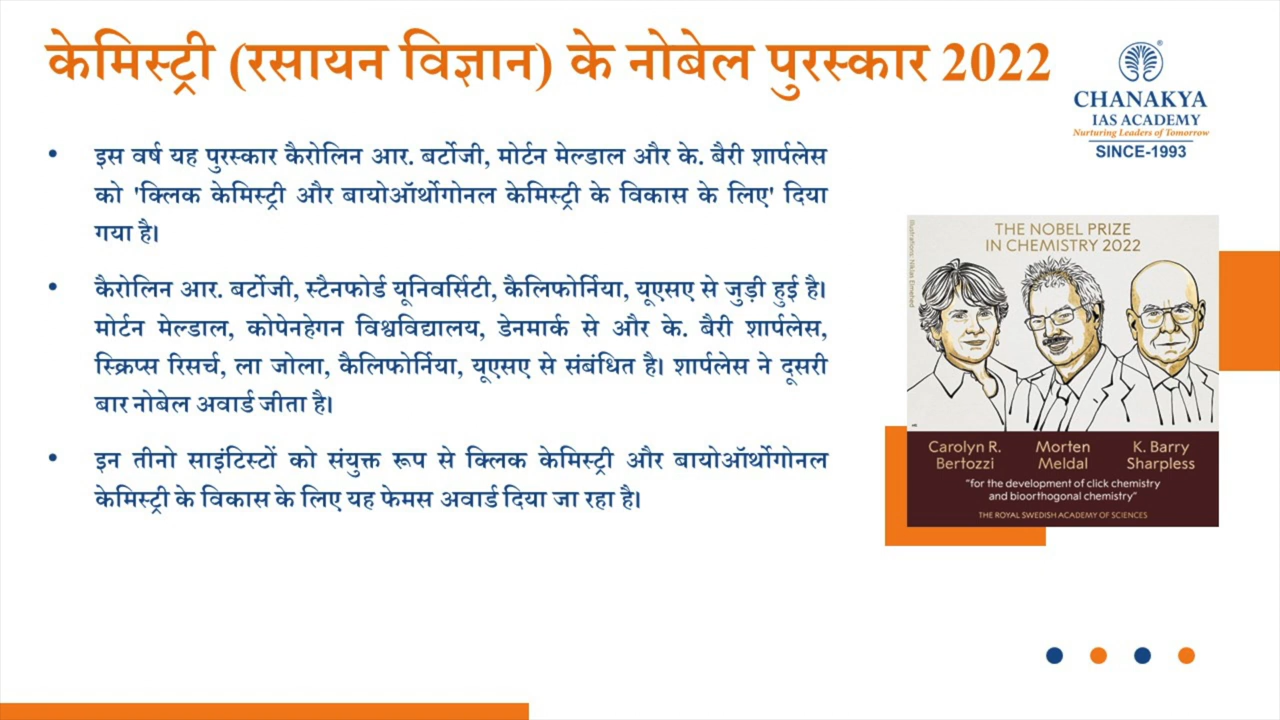 केमिस्ट्री (रसायन विज्ञान) के नोबेल पुरस्कार 2022
CHANAKYA
IAS ACADEMY
Nurturing Leaders of Tomorrow
SINCE-1993
• इस वर्ष यह पुरस्कार कैरोलिन आर. बर्टोजी, मोर्टन मेल्डाल और के. बैरी शार्पलेस
को 'क्लिक केमिस्ट्री और बायोऑर्थोगोनल केमिस्ट्री के विकास के लिए' दिया
गया है।
• कैरोलिन आर. बर्टोजी, स्टैनफोर्ड यूनिवर्सिटी, कैलिफोर्निया, यूएसए से जुड़ी हुई है।
मोर्टन मेल्डाल, कोपेनहेगन विश्वविद्यालय, डेनमार्क से और के. बैरी शार्पलेस,
स्क्रिप्स रिसर्च, ला जोला, कैलिफोर्निया, यूएसए से संबंधित है। शार्पलेस ने दूसरी
बार नोबेल अवार्ड जीता है।
• इन तीनो साइंटिस्टों को संयुक्त रूप से क्लिक केमिस्ट्री और बायोऑर्थोगोनल
केमिस्ट्री के विकास के लिए यह फेमस अवार्ड दिया जा रहा है।
THE NOBEL PRIZE
IN CHEMISTRY 2022
Illustrations: Niklas Elmehed
Carolyn R.
Bertozzi
Morten
Meldal
K. Barry
Sharpless
"for the development of click chemistry
and bioorthogonal chemistry"
THE ROYAL SWEDISH ACADEMY OF SCIENCES